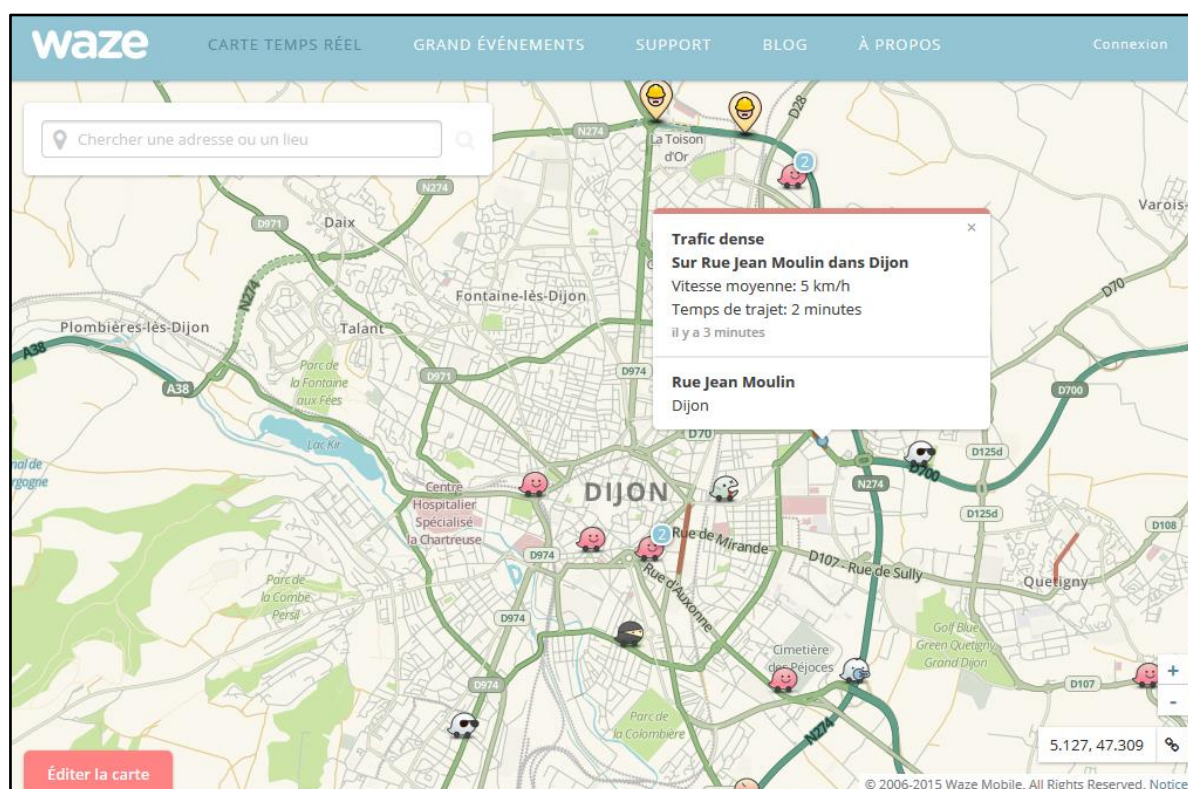 waze
CARTE TEMPS RÉEL
GRAND ÉVÉNEMENTS
SUPPORT
BLOG
À PROPOS
Connexion
Chercher une adresse ou un lieu
N274
La Toison
d'Or
D28
2
N274
Varois-
D971
Daix
Trafic dense
Sur Rue Jean Moulin dans Dijon
Vitesse moyenne: 5 km/h
Temps de trajet: 2 minutes
il y a 3 minutes
Rue Jean Moulin
Dijon
D70
N274
Fontaine-lès-Dijon
Plombières-lès-Dijon
Talant
A38
Parc de
la Fontaine
aux Fées
D971
D974
A38
D700
Lac Kir
D70
D125d
D700
N274
Centre
Hospitalier
Spécialisé
la Chartreuse
DIJON
D125d
D108
2
Rue de Mirande
D974
D107 - Rue de Sully
Rue d'Auxonne
Quetigny
Parc de
la Combe
Persil
D974
Golf Blue
Green Quetigny
Grand Dijon
Cimetière
des Péjoces
D974
D107
+
-
Parc de
la Colombière
N274
5.127, 47.309
Éditer la carte
© 2006-2015 Waze Mobile. All Rights Reserved. Notice